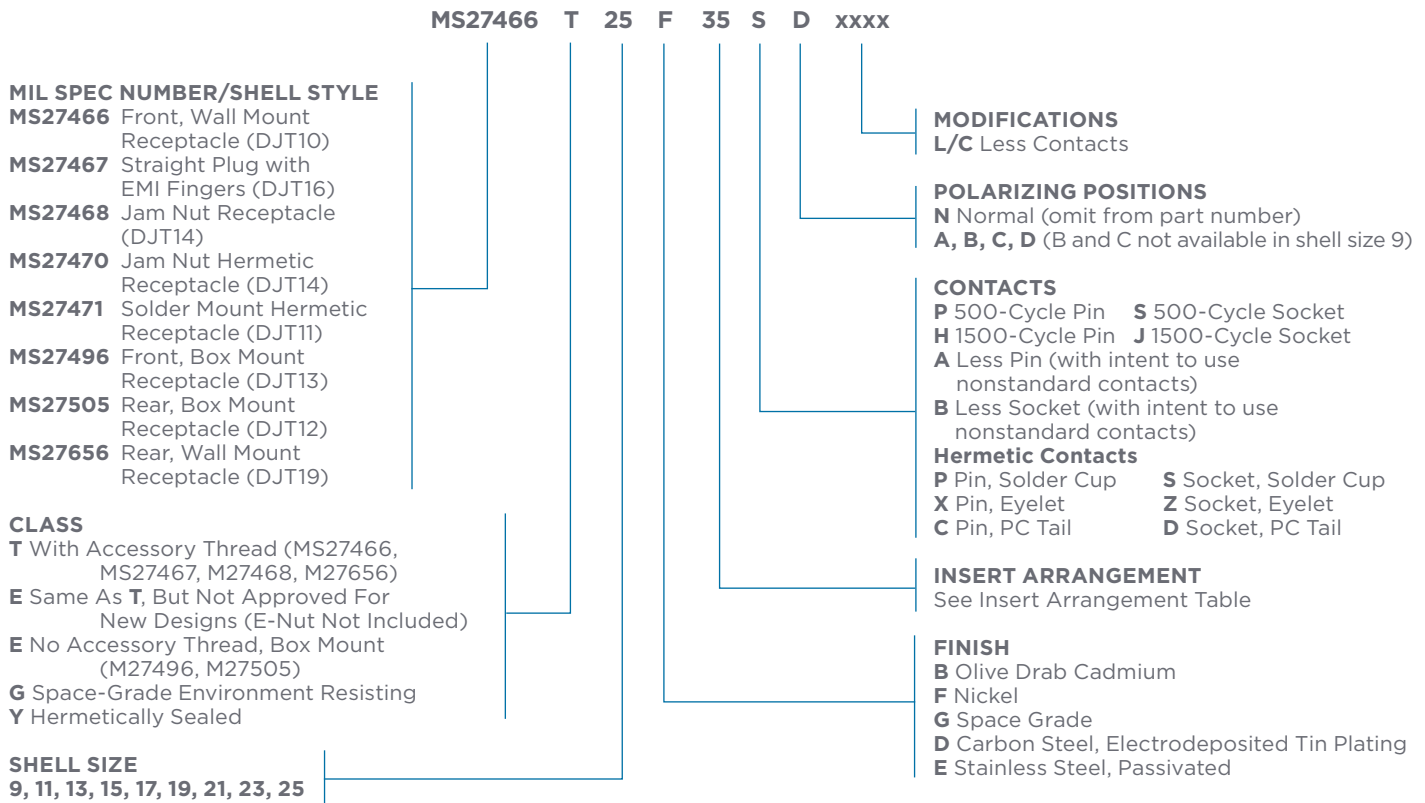 MS27466 T 25 F 35 S D xxxx
MIL SPEC NUMBER/SHELL STYLE
MS27466 Front, Wall Mount
Receptacle (DJT10)
MS27467 Straight Plug with
EMI Fingers (DJT16)
MS27468 Jam Nut Receptacle
(DJT14)
MS27470 Jam Nut Hermetic
Receptacle (DJT14)
MS27471 Solder Mount Hermetic
Receptacle (DJT11)
MS27496 Front, Box Mount
Receptacle (DJT13)
MS27505 Rear, Box Mount
Receptacle (DJT12)
MS27656 Rear, Wall Mount
Receptacle (DJT19)
CLASS
T With Accessory Thread (MS27466,
MS27467, M27468, M27656)
E Same As T, But Not Approved For
New Designs (E-Nut Not Included)
E No Accessory Thread, Box Mount
(M27496, M27505)
G Space-Grade Environment Resisting
Y Hermetically Sealed
SHELL SIZE
9, 11, 13, 15, 17, 19, 21, 23, 25
MODIFICATIONS
L/C Less Contacts
POLARIZING POSITIONS
N Normal (omit from part number)
A, B, C, D (B and C not available in shell size 9)
CONTACTS
P 500-Cycle Pin S 500-Cycle Socket
H 1500-Cycle Pin J 1500-Cycle Socket
A Less Pin (with intent to use
nonstandard contacts)
B Less Socket (with intent to use
nonstandard contacts)
Hermetic Contacts
P Pin, Solder Cup S Socket, Solder Cup
X Pin, Eyelet Z Socket, Eyelet
C Pin, PC Tail D Socket, PC Tail
INSERT ARRANGEMENT
See Insert Arrangement Table
FINISH
B Olive Drab Cadmium
F Nickel
G Space Grade
D Carbon Steel, Electrodeposited Tin Plating
E Stainless Steel, Passivated